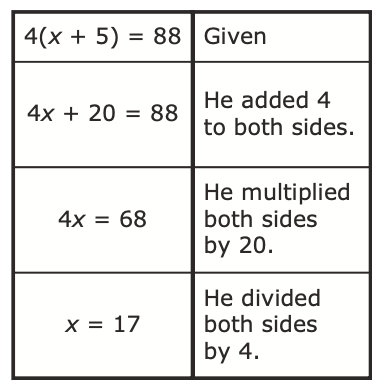 4(x + 5) = 88 Given
4x + 20 = 88
He added 4
to both sides.
4x = 68
He multiplied
both sides
by 20.
x = 17
He divided
both sides
by 4.